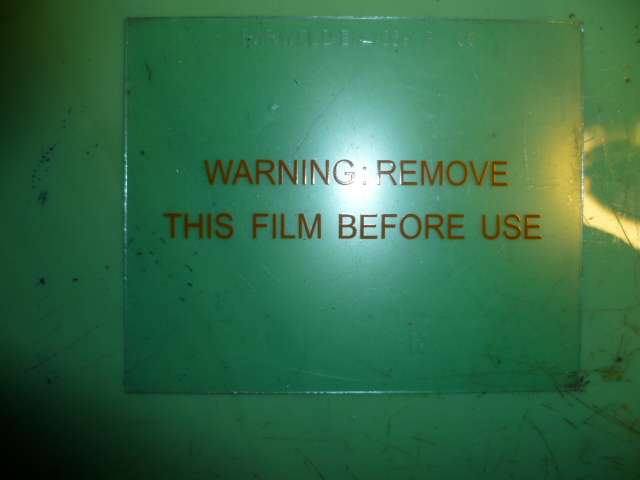 WARNING: REMOVE
THIS FILM BEFORE USE